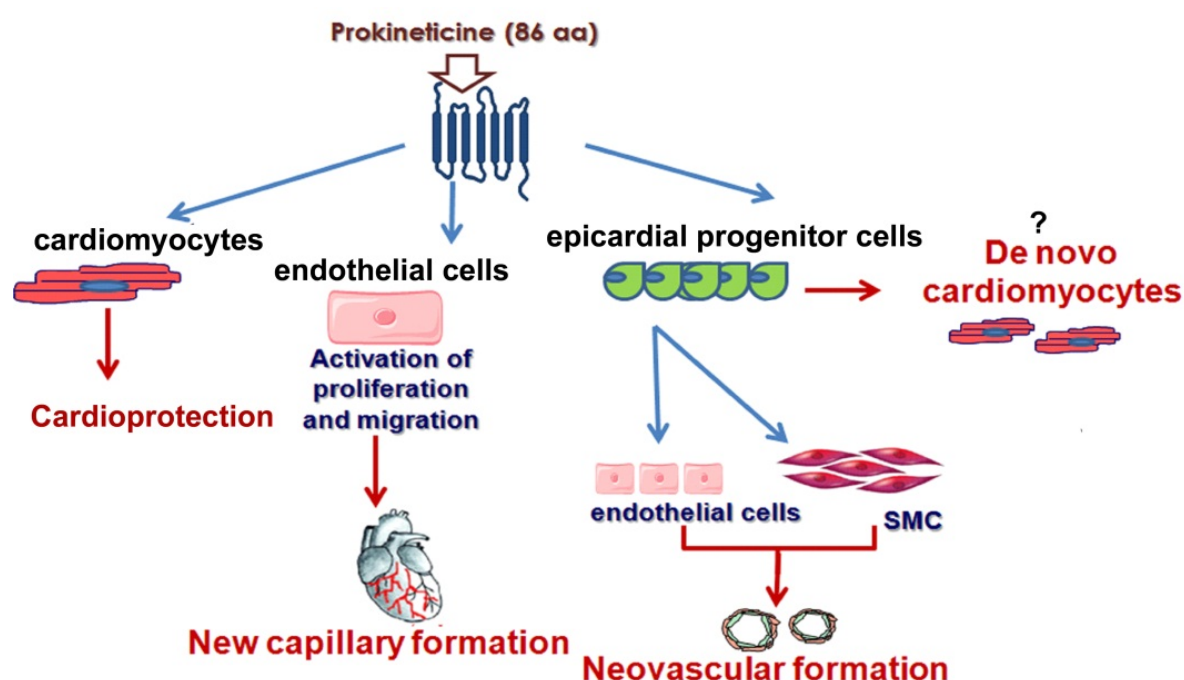 Prokineticine (86 aa)
cardiomyocytes
Cardioprotection
endothelial cells
Activation of
proliferation
and migration
New capillary formation
epicardial progenitor cells
?
De novo
cardiomyocytes
endothelial cells
SMC
Neovascular formation